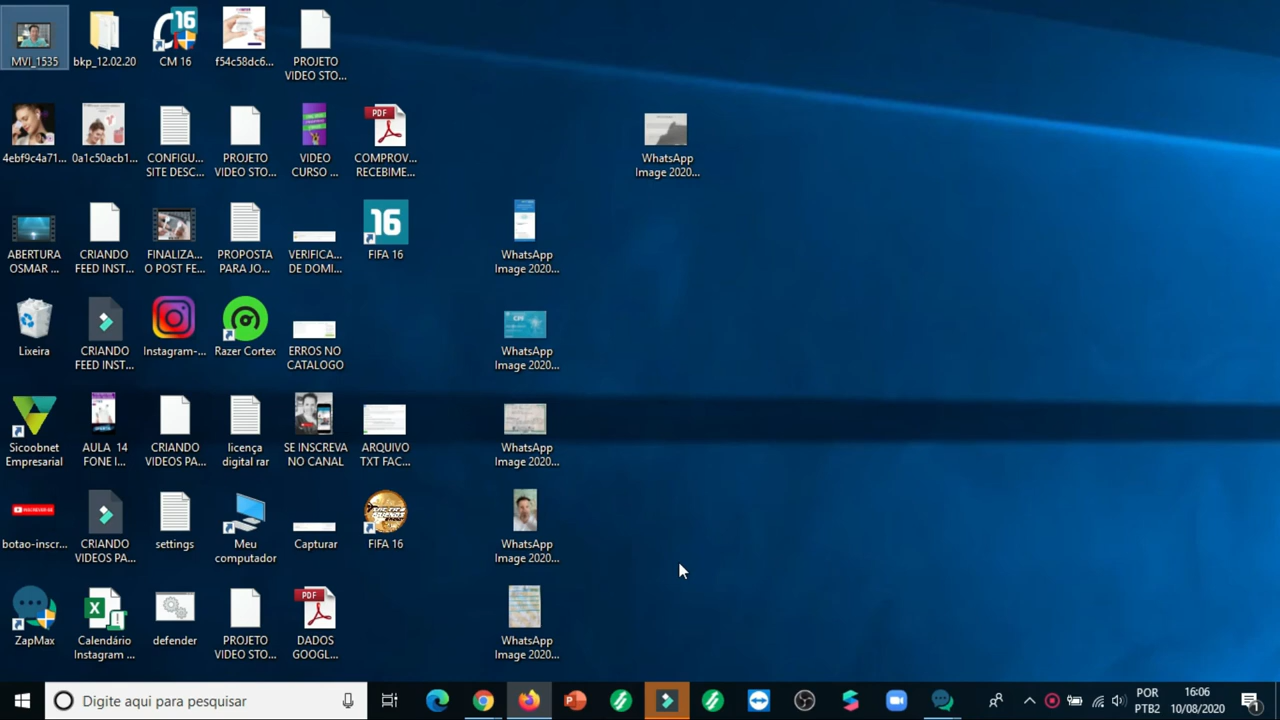 MVI_1535
bkp_12.02.20
16
CM 16
f54c58dc6...
PROJETO
VIDEO STO...
4ebf9c4a71...
0a1c50acb1...
CONFIGU...
SITE DESC...
PROJETO
VIDEO STO...
VIDEO
CURSO ...
PDF
COMPROV...
RECEBIME...
WhatsApp
Image 2020...
ABERTURA
OSMAR ...
CRIANDO
FEED INST...
FINALIZA...
O POST FE...
PROPOSTA
PARA JO...
VERIFICA...
DE DOMI...
16
FIFA 16
WhatsApp
Image 2020...
Lixeira
CRIANDO
FEED INST...
Instagram-...
Razer Cortex
ERROS NO
CATALOGO
CPF
WhatsApp
Image 2020...
Sicoobnet
Empresarial
AULA 14
FONE I...
CRIANDO
VIDEOS PA...
licença
digital rar
SE INSCREVA
NO CANAL
ARQUIVO
TXT FAC...
WhatsApp
Image 2020...
botao-inscr...
CRIANDO
VIDEOS PA...
settings
Meu
computador
Capturar
FIFA 16
WhatsApp
Image 2020...
ZapMax
Calendário
Instagram ...
defender
PROJETO
VIDEO STO...
PDF
DADOS
GOOGL...
WhatsApp
Image 2020...
Digite aqui para pesquisar
POR
PTB2
16:06
10/08/2020
1